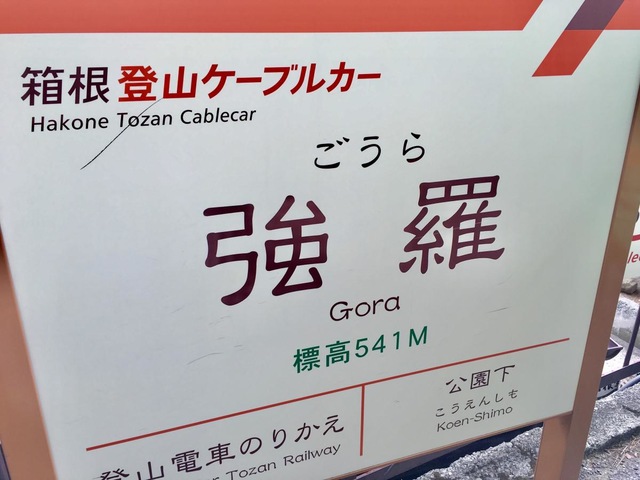 箱根登山ケーブルカー
Hakone Tozan Cablecar
ごうら
強羅
Gora
標高541M
登山電車のりかえ
Tozan Railway
公園下
こうえんしも
Koen-Shimo